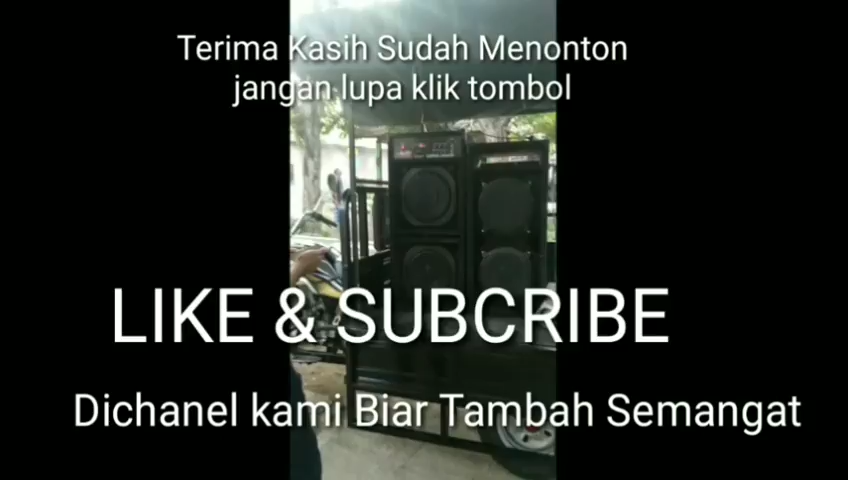 Terima Kasih Sudah Menonton
jangan lupa klik tombol
LIKE & SUBCRIBE
Dichanel kami Biar Tambah Semangat